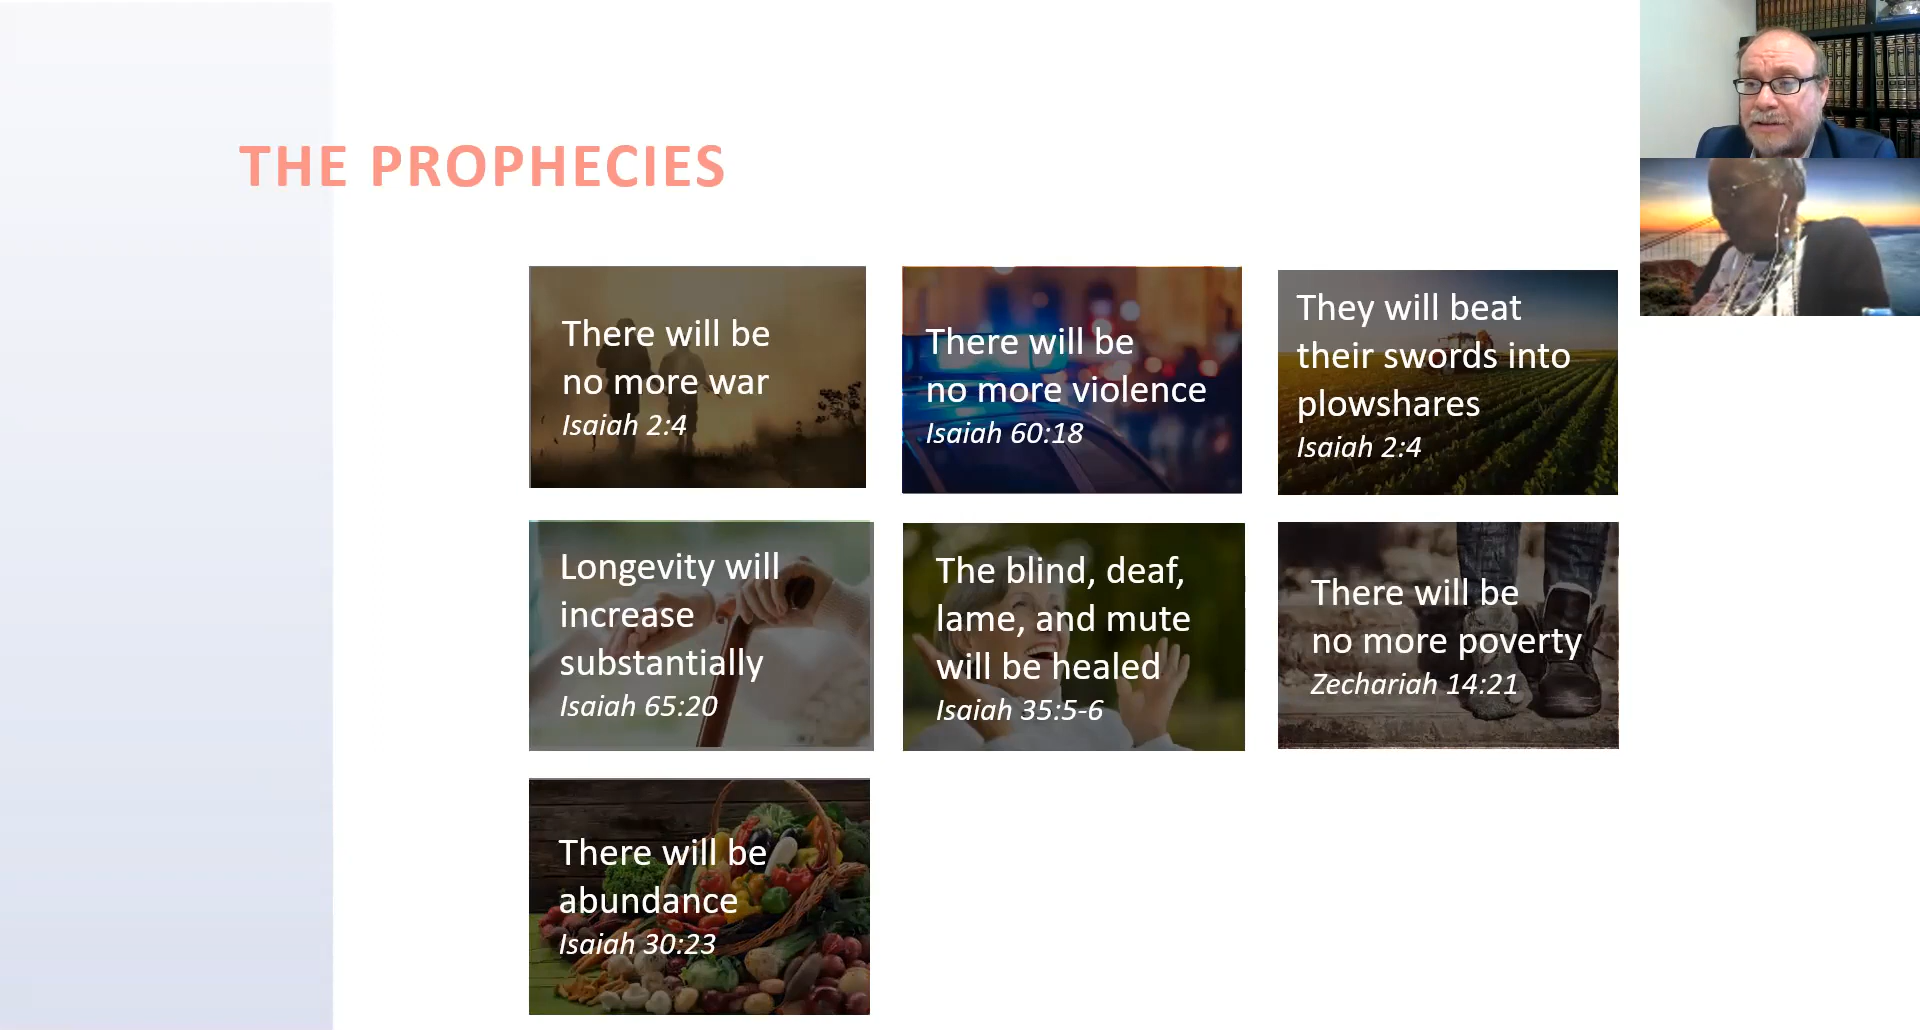 THE PROPHECIES
There will be
no more war
Isaiah 2:4
There will be
no more violence
Isaiah 60:18
They will beat
their swords into
plowshares
Isaiah 2:4
Longevity will
increase
substantially
Isaiah 65:20
The blind, deaf,
lame, and mute
will be healed
Isaiah 35:5-6
There will be
no more poverty
Zechariah 14:21
There will be
abundance
Isaiah 30:23